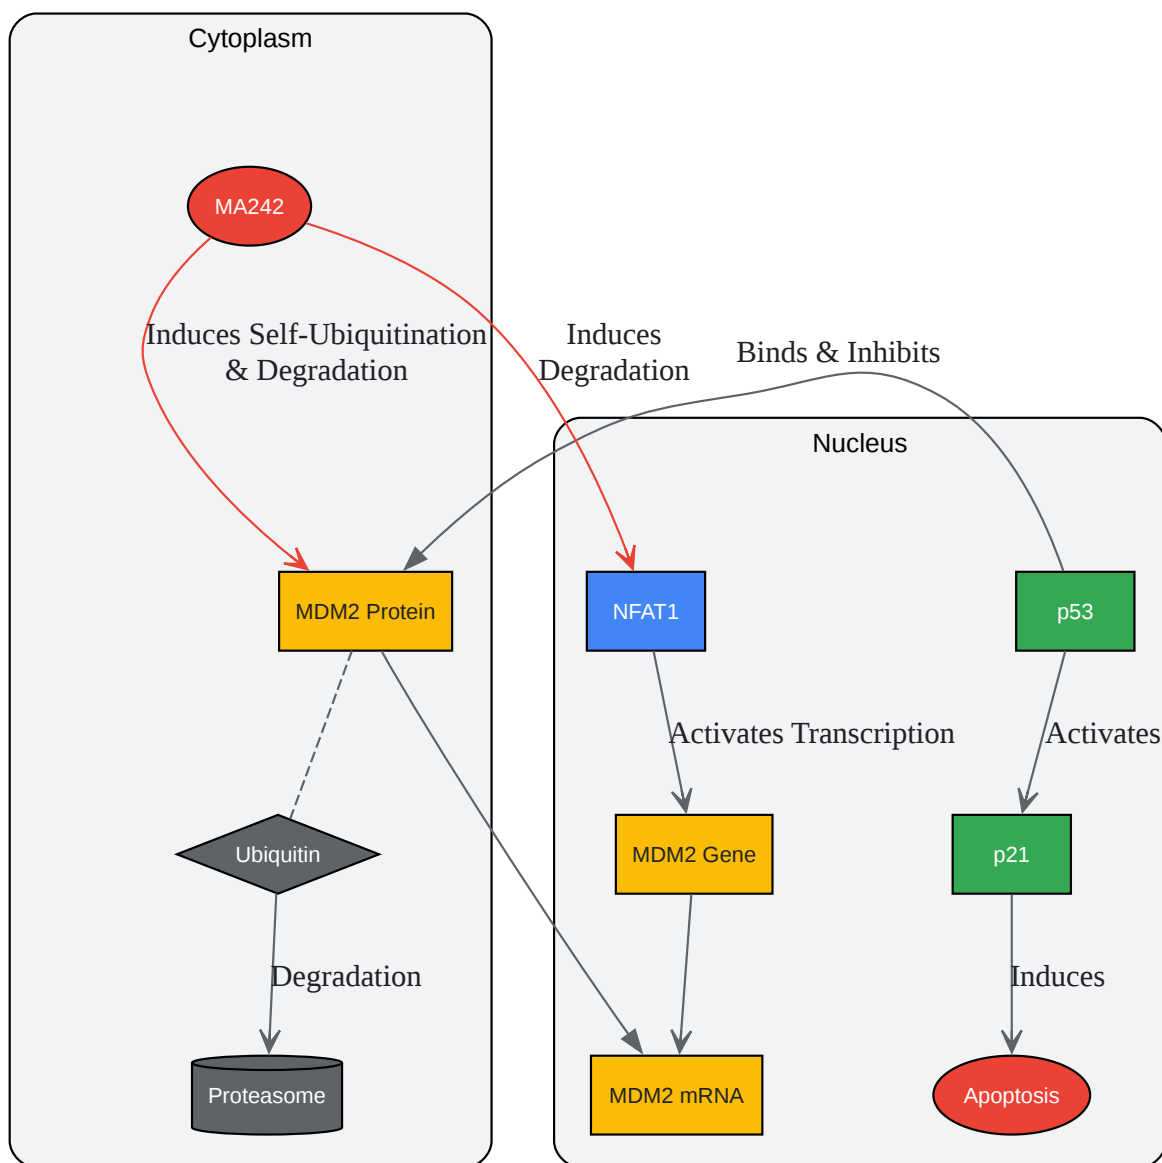 Cytoplasm
MA242
Induces Self-Ubiquitination
& Degradation
Induces
Degradation
Binds & Inhibits
Nucleus
MDM2 Protein
NFAT1
p53
Activates Transcription
Activates
Ubiquitin
MDM2 Gene
p21
Degradation
Induces
Proteasome
MDM2 mRNA
Apoptosis